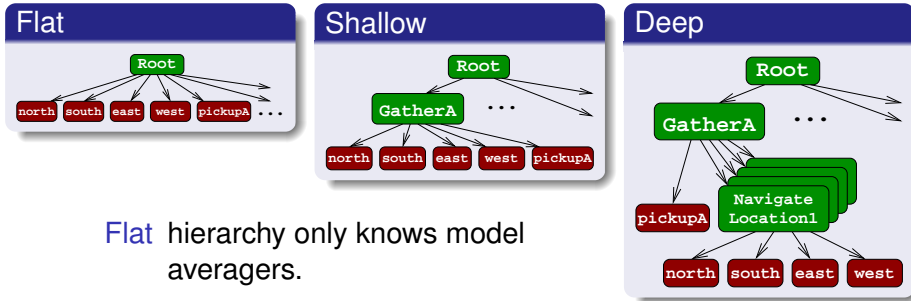 Flat
Root
north south east west pickupA ...
Shallow
Root
GatherA ...
north south east west pickupA
Deep
Root
GatherA ...
Navigate
Location1
pickupA
north south east west
Flat hierarchy only knows model
averagers.